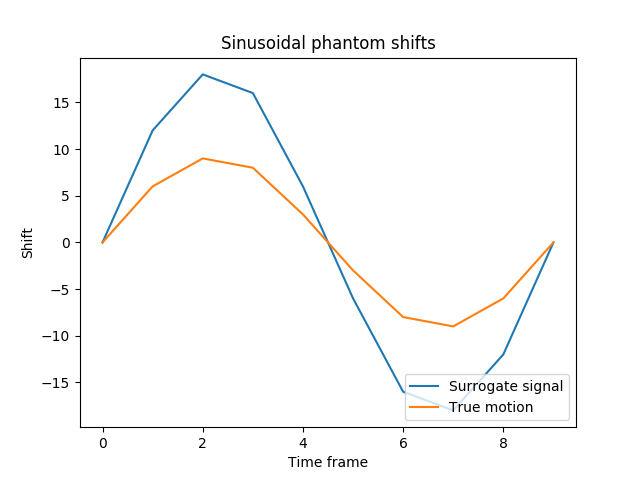 Sinusoidal phantom shifts
Shift
15
10
5
0
−5
−10
−15
0 2 4 6 8
Time frame
Surrogate signal
True motion